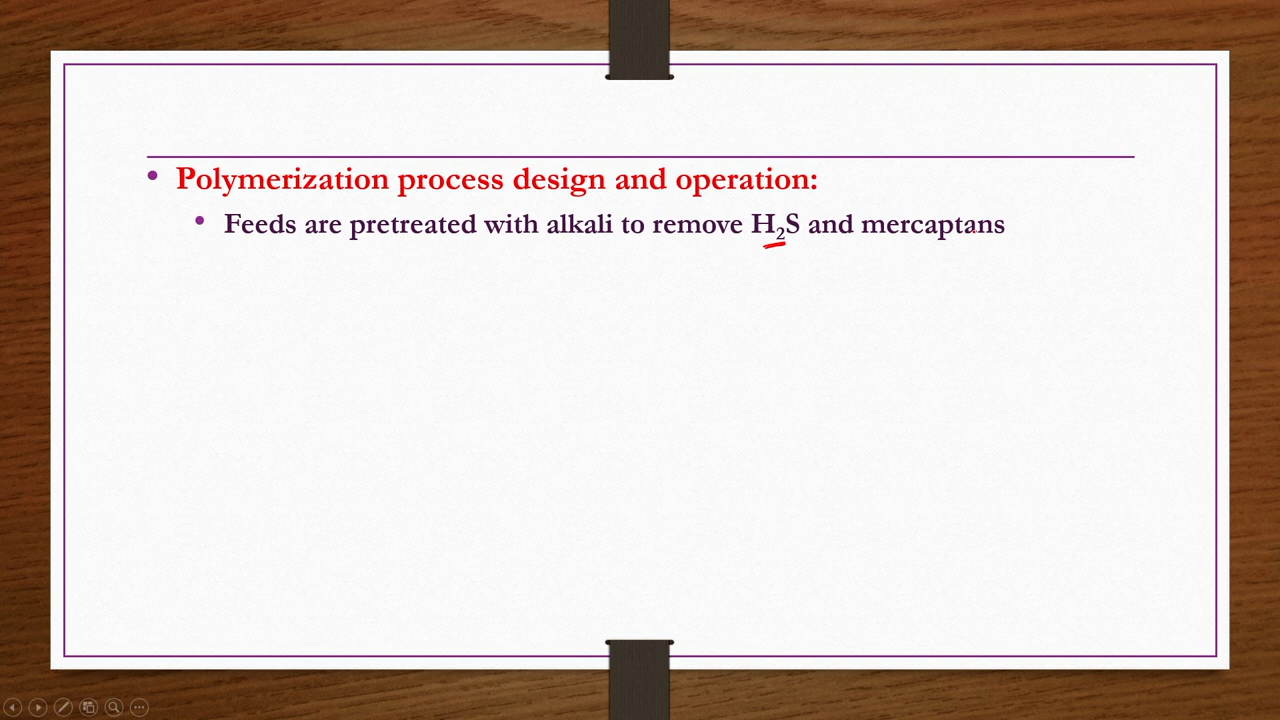 Polymerization process design and operation:
Feeds are pretreated with alkali to remove H₂S and mercaptans